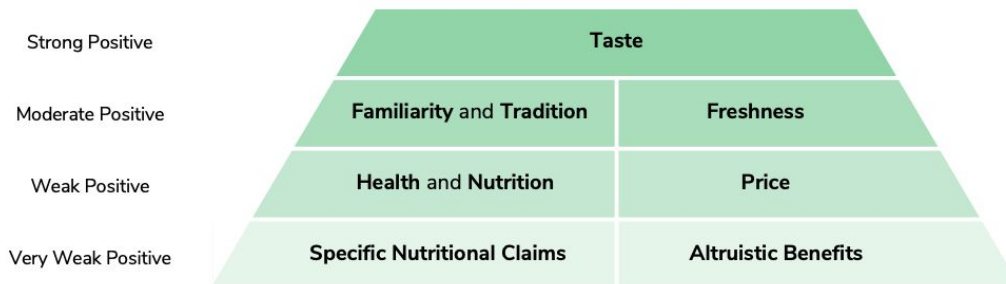 Strong Positive
Taste
Moderate Positive
Familiarity and Tradition
Freshness
Weak Positive
Health and Nutrition
Price
Very Weak Positive
Specific Nutritional Claims
Altruistic Benefits